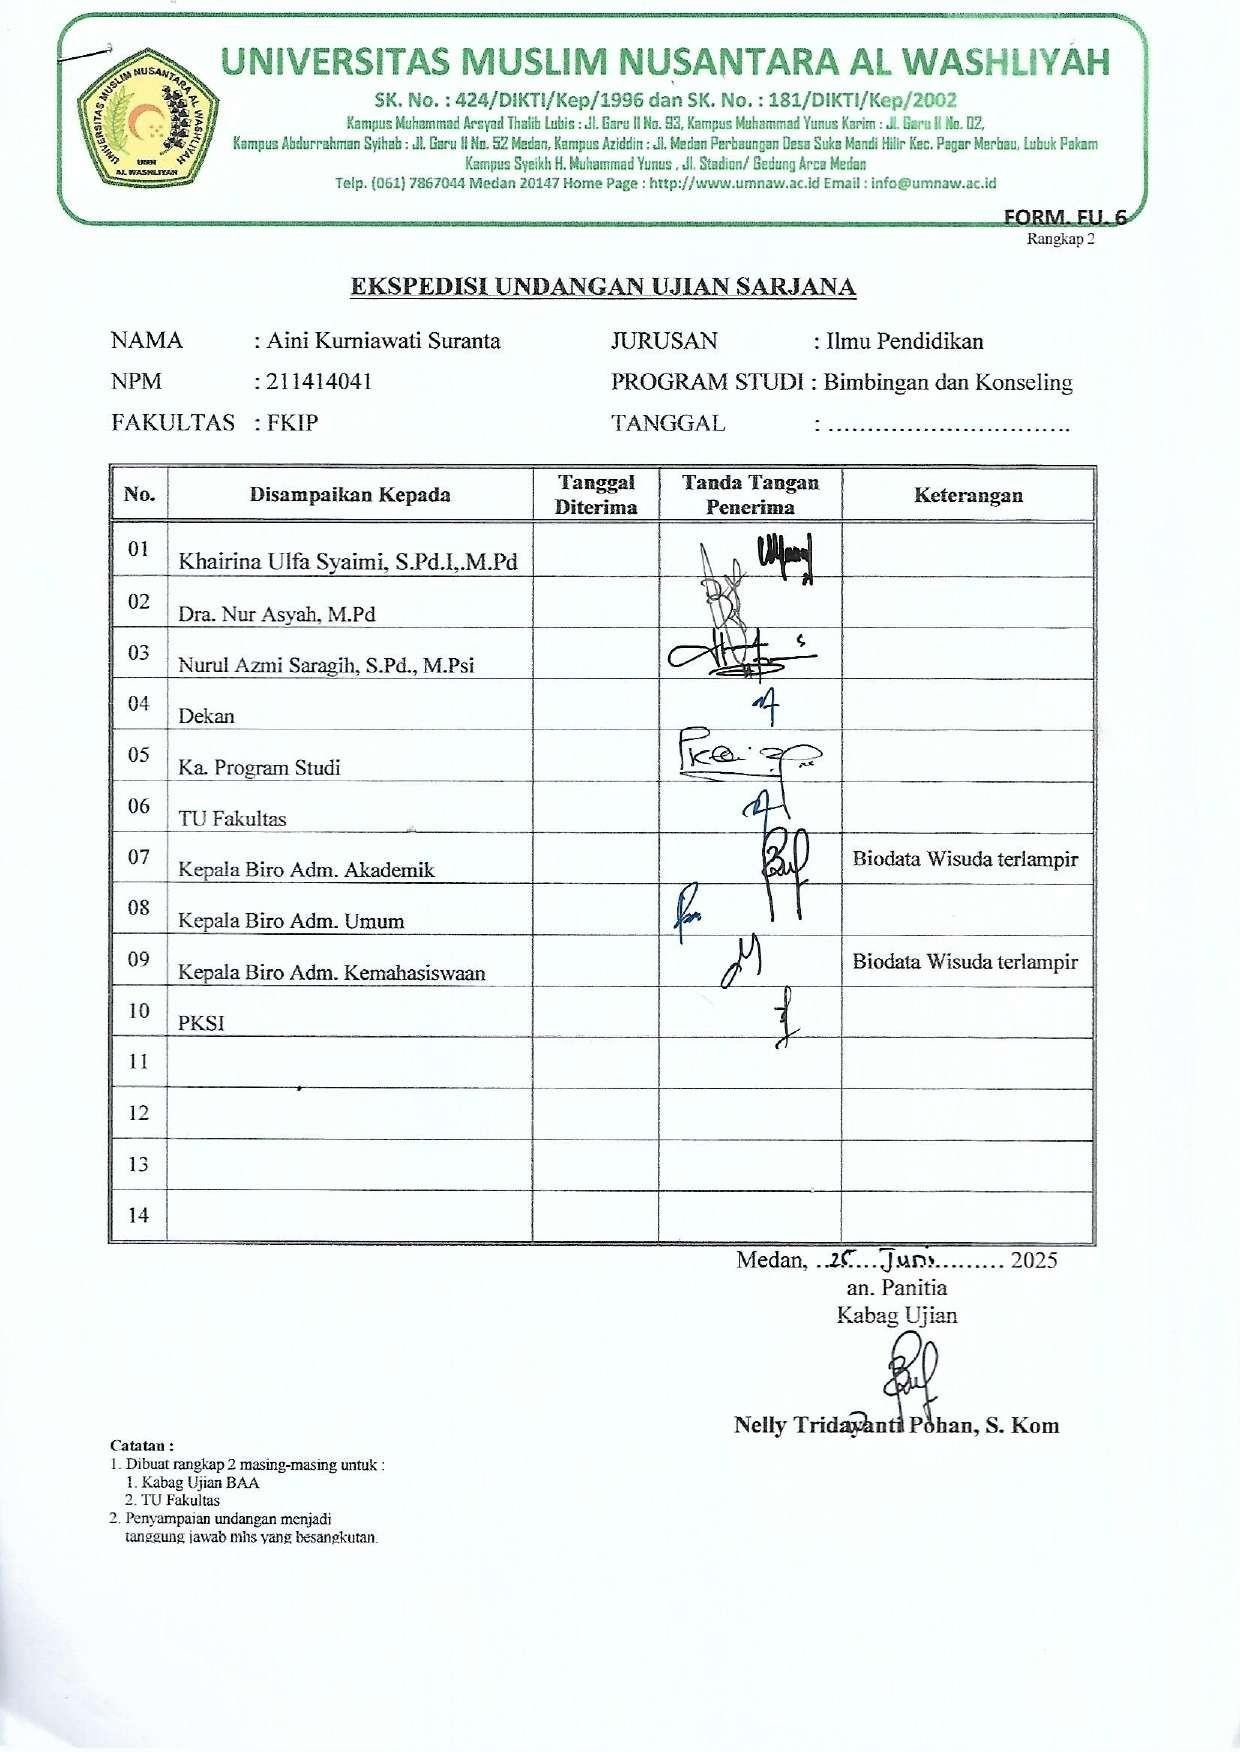 UNIVERSITAS MUSLIM NUSANTARA AL WASHLIYAH
SK. No. : 424/DIKTI/Kep/1996 dan SK. No. : 181/DIKTI/Kep/2002
Kampus Muhammad Arsyad Thalib Lubis : Jl. Garu II No. 93, Kampus Muhammad Yunus Karim : Jl. Garu II No. 02,
Kampus Abdurrahman Syihab : Jl. Garu II No. 52 Medan, Kampus Aziddin : Jl. Medan Perbaungan Desa Suka Mandi Hilir Kec. Pagar Merbau, Lubuk Pakam
Kampus Syeikh H. Muhammad Yunus , Jl. Stadion/ Gedung Arca Medan
Telp. (061) 7867044 Medan 20147 Home Page : http://www.umnaw.ac.id Email : info@umnaw.ac.id
UNIVERSITAS MUSLIM NUSANTARA AL WASHLIYAH
UMN
AL WASHLIYAH
FORM. FU. 6
Rangkap 2
EKSPEDISI UNDANGAN UJIAN SARJANA
NAMA : Aini Kurniawati Suranta JURUSAN : Ilmu Pendidikan
NPM : 211414041 PROGRAM STUDI : Bimbingan dan Konseling
FAKULTAS : FKIP TANGGAL : ...............................
No. Disampaikan Kepada Tanggal Diterima Tanda Tangan Penerima Keterangan
01 Khairina Ulfa Syaimi, S.Pd.I,.M.Pd
02 Dra. Nur Asyah, M.Pd
03 Nurul Azmi Saragih, S.Pd., M.Psi
04 Dekan
05 Ka. Program Studi
06 TU Fakultas
07 Kepala Biro Adm. Akademik Biodata Wisuda terlampir
08 Kepala Biro Adm. Umum
09 Kepala Biro Adm. Kemahasiswaan Biodata Wisuda terlampir
10 PKSI
11
12
13
14
Medan, ..25....Juni......... 2025
an. Panitia
Kabag Ujian
Nelly Tridayanti Pohan, S. Kom
Catatan :
1. Dibuat rangkap 2 masing-masing untuk :
1. Kabag Ujian BAA
2. TU Fakultas
2. Penyampaian undangan menjadi
tanggung jawab mhs yang besangkutan.